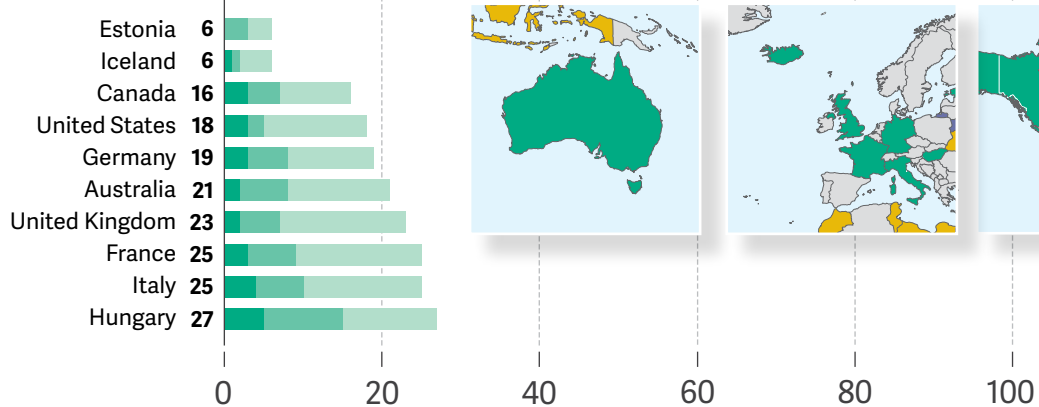 Estonia 6
Iceland 6
Canada 16
United States 18
Germany 19
Australia 21
United Kingdom 23
France 25
Italy 25
Hungary 27
0 20 40 60 80 100